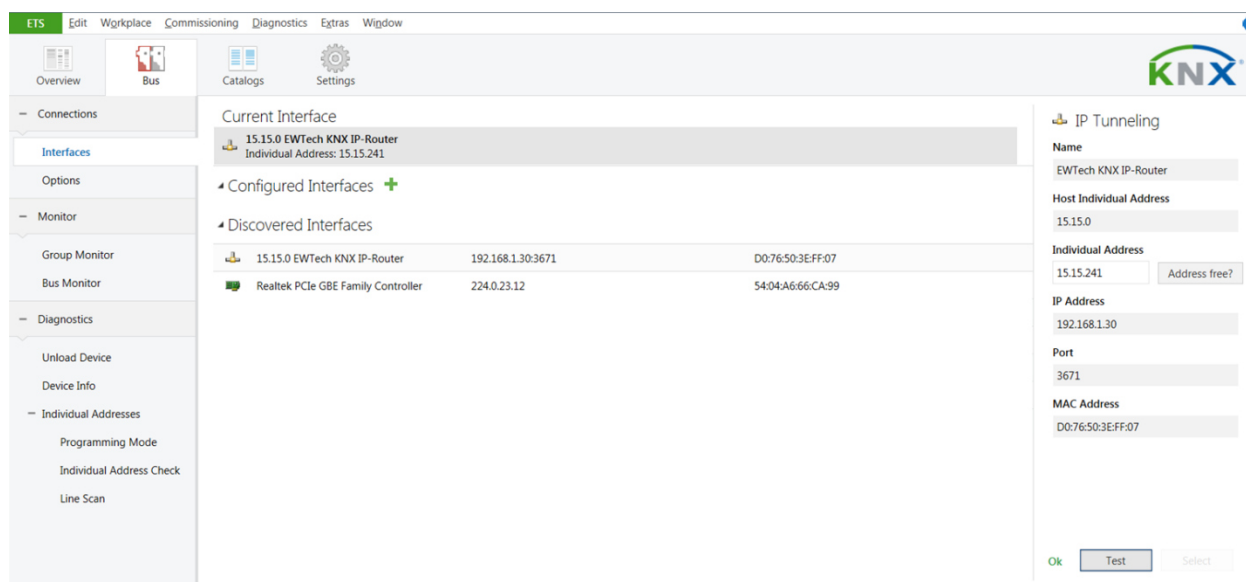 ETS Edit Workplace Commissioning Diagnostics Extras Window
Overview Bus Catalogs Settings
KNX
Connections
Interfaces
Options
Monitor
Group Monitor
Bus Monitor
Diagnostics
Unload Device
Device Info
Individual Addresses
Programming Mode
Individual Address Check
Line Scan
Current Interface
15.15.0 EWTech KNX IP-Router
Individual Address: 15.15.241
Configured Interfaces
Discovered Interfaces
15.15.0 EWTech KNX IP-Router 192.168.1.30:3671 D0:76:50:3E:FF:07
Realtek PCIe GBE Family Controller 224.0.23.12 54:04:A6:66:CA:99
IP Tunneling
Name
EWTech KNX IP-Router
Host Individual Address
15.15.0
Individual Address
15.15.241 Address free?
IP Address
192.168.1.30
Port
3671
MAC Address
D0:76:50:3E:FF:07
Ok Test Select